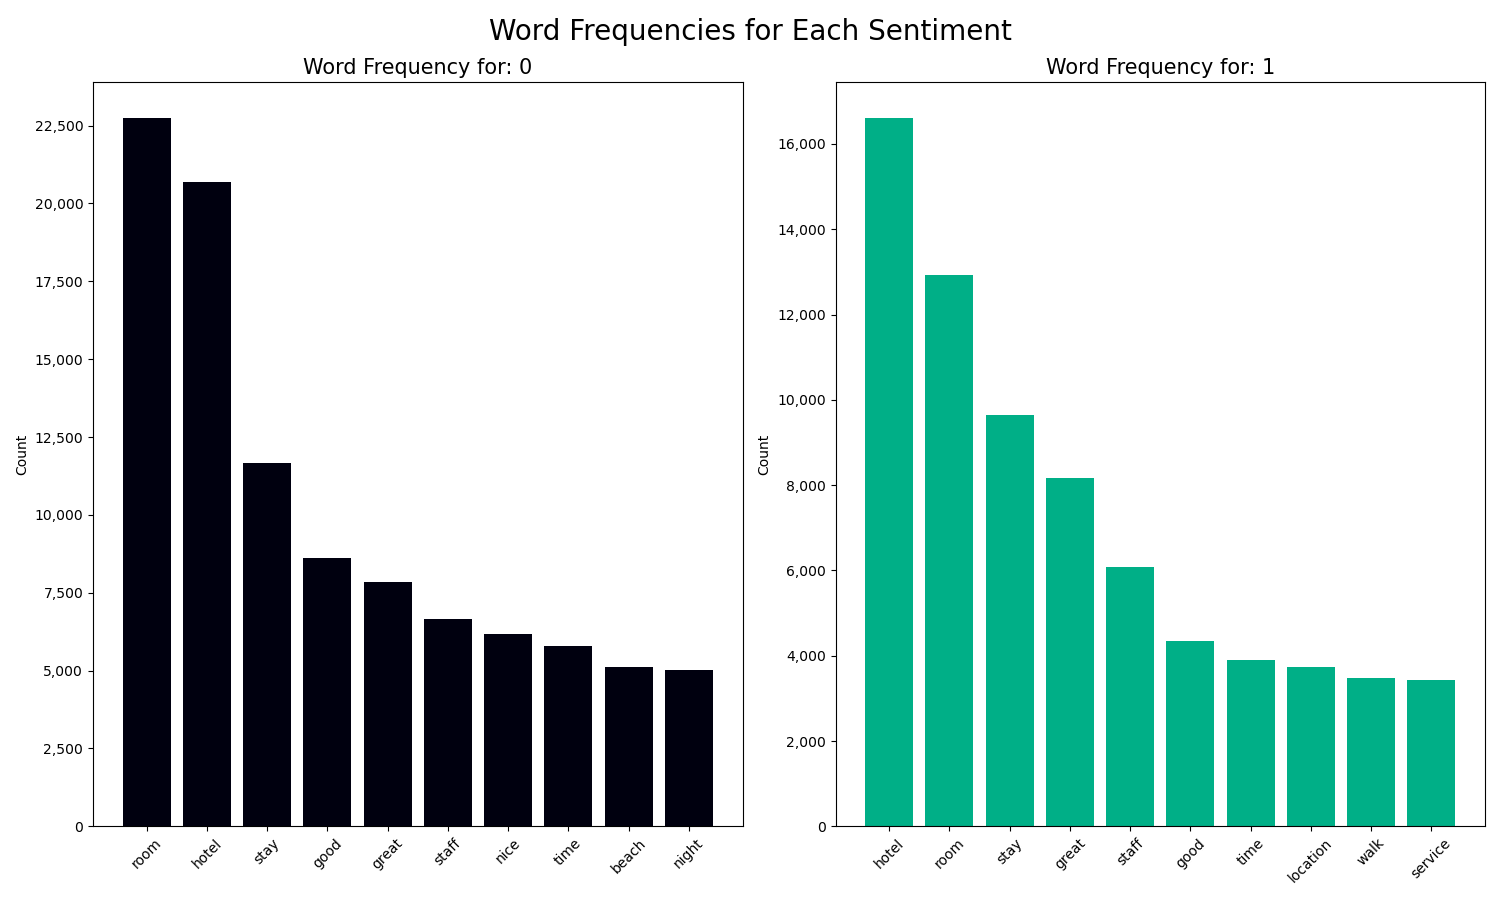 Word Frequencies for Each Sentiment
Word Frequency for: 0
22,500
20,000
17,500
15,000
12,500
10,000
7,500
5,000
2,500
0
Count
room hotel stay good great staff nice time beach night
Word Frequency for: 1
16,000
14,000
12,000
10,000
8,000
6,000
4,000
2,000
0
Count
hotel room stay great staff good time location walk service